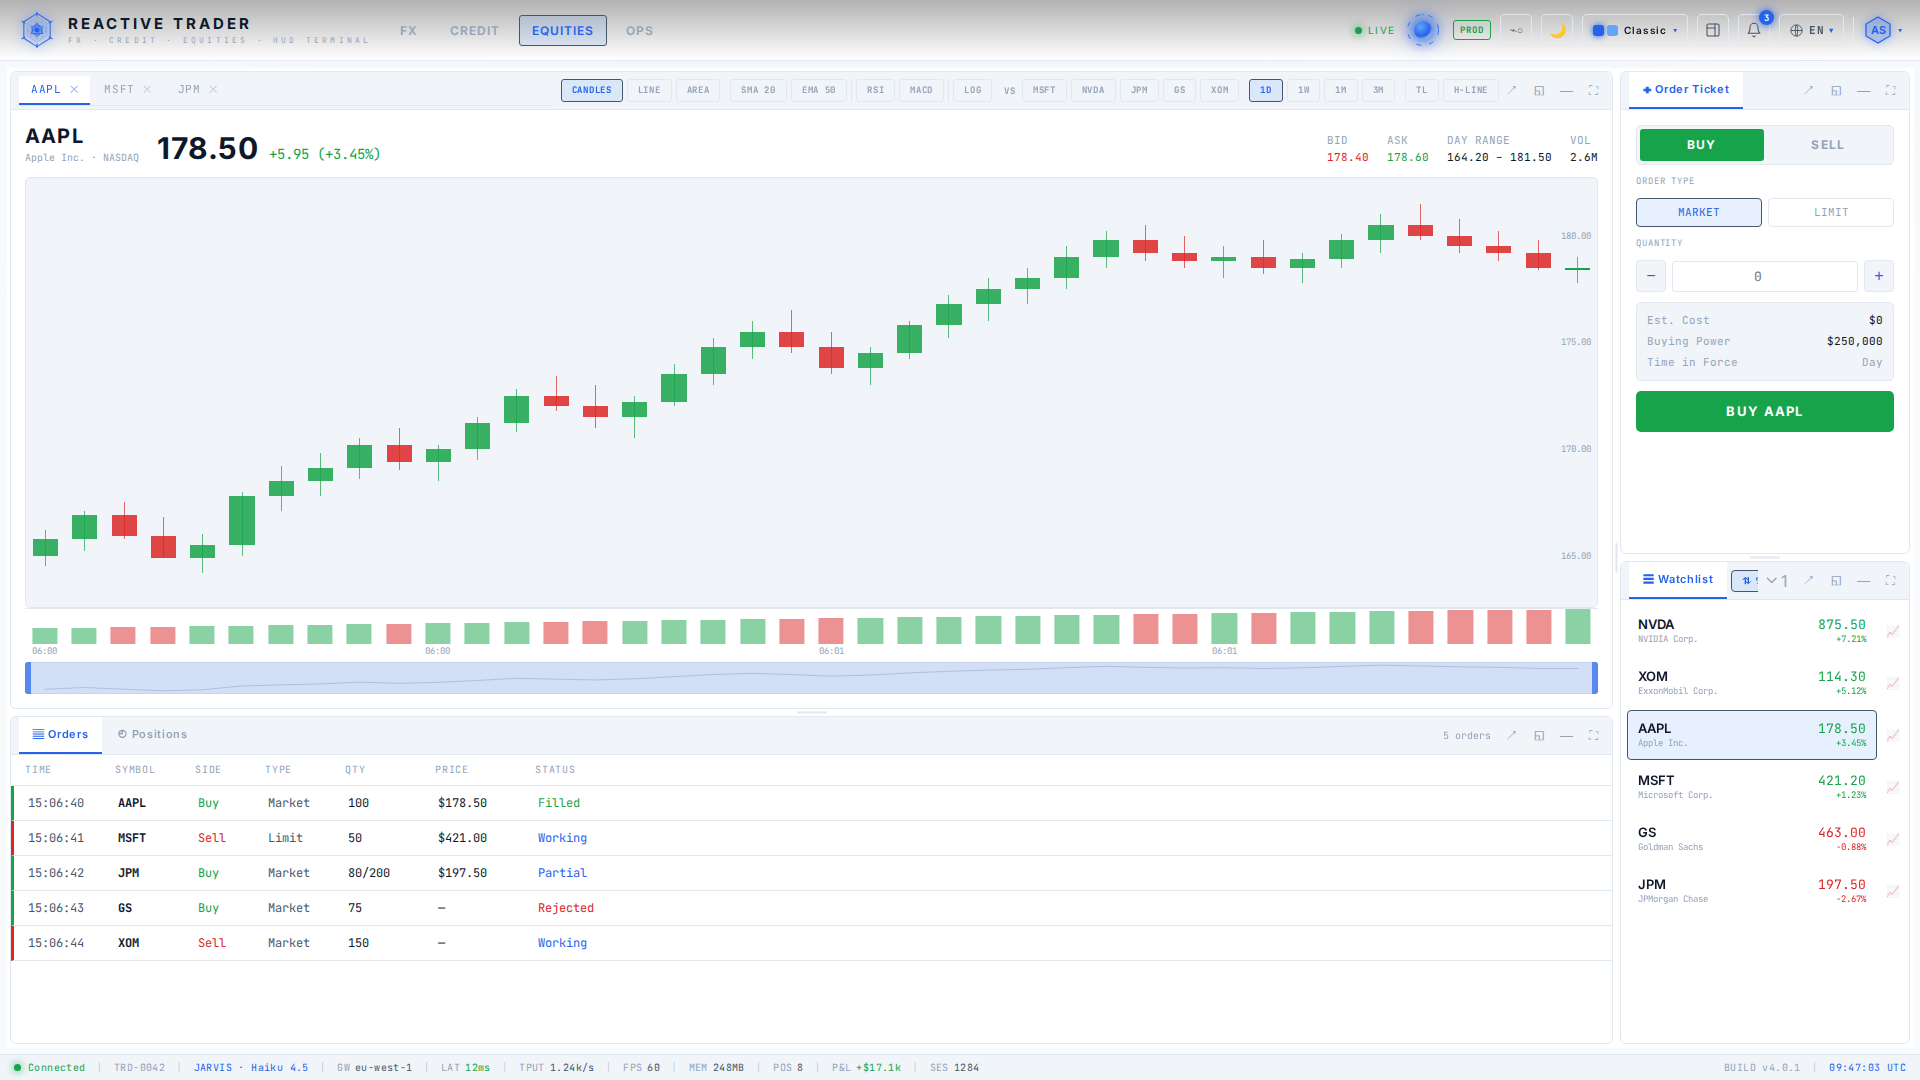 REACTIVE TRADER
FX · CREDIT · EQUITIES · HUD TERMINAL
FX CREDIT EQUITIES OPS
LIVE PROD Classic 3 EN AS
AAPL MSFT JPM
CANDLES LINE AREA SMA 20 EMA 50 RSI MACD LOG VS MSFT NVDA JPM GS XOM 1D 1W 1M 3M TL H-LINE
AAPL
Apple Inc. · NASDAQ
178.50 +5.95 (+3.45%)
BID ASK DAY RANGE VOL
178.40 178.60 164.20 – 181.50 2.6M
180.00
175.00
170.00
165.00
06:00 06:00 06:01 06:01
Order Ticket
BUY SELL
ORDER TYPE
MARKET LIMIT
QUANTITY
− 0 +
Est. Cost $0
Buying Power $250,000
Time in Force Day
BUY AAPL
Watchlist 1
NVDA 875.50
NVIDIA Corp. +7.21%
XOM 114.30
ExxonMobil Corp. +5.12%
AAPL 178.50
Apple Inc. +3.45%
MSFT 421.20
Microsoft Corp. +1.23%
GS 463.00
Goldman Sachs -0.88%
JPM 197.50
JPMorgan Chase -2.67%
Orders Positions 5 orders
TIME SYMBOL SIDE TYPE QTY PRICE STATUS
15:06:40 AAPL Buy Market 100 $178.50 Filled
15:06:41 MSFT Sell Limit 50 $421.00 Working
15:06:42 JPM Buy Market 80/200 $197.50 Partial
15:06:43 GS Buy Market 75 — Rejected
15:06:44 XOM Sell Market 150 — Working
Connected TRD-0042 JARVIS · Haiku 4.5 GW eu-west-1 LAT 12ms TPUT 1.24k/s FPS 60 MEM 248MB POS 8 P&L +$17.1k SES 1284 BUILD v4.0.1 09:47:03 UTC